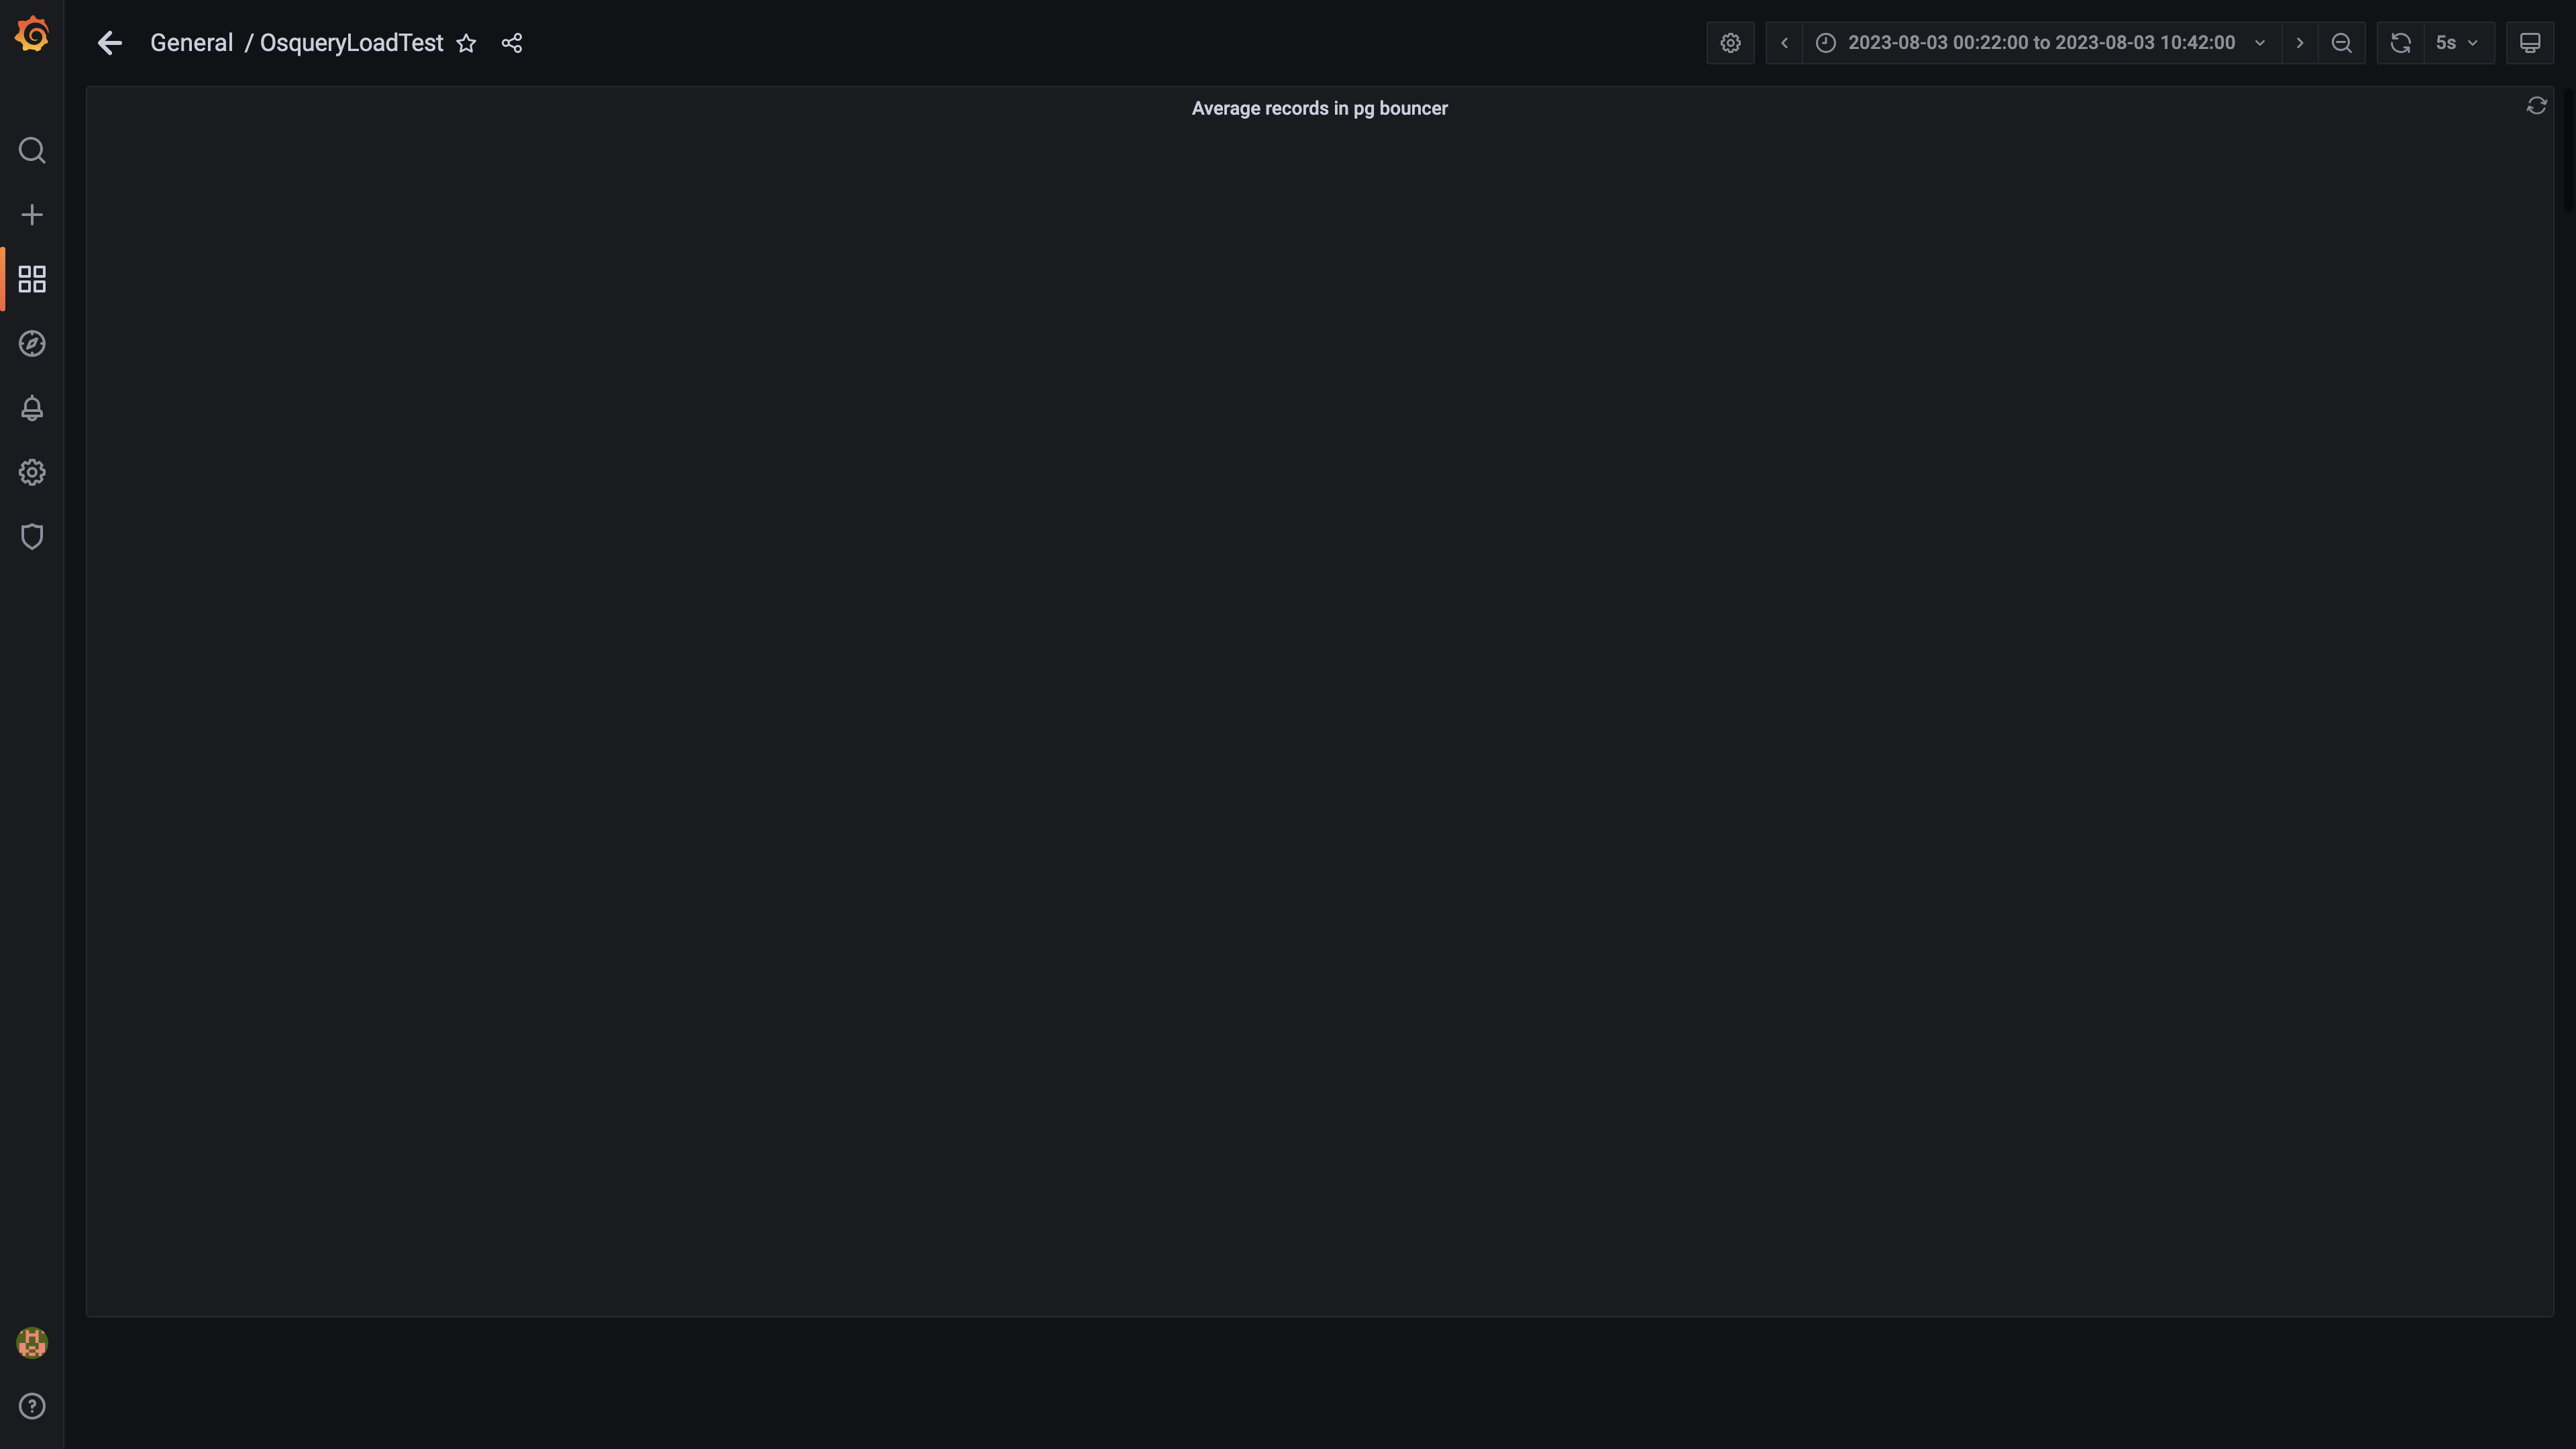 General / OsqueryLoadTest
2023-08-03 00:22:00 to 2023-08-03 10:42:00
5s
Average records in pg bouncer